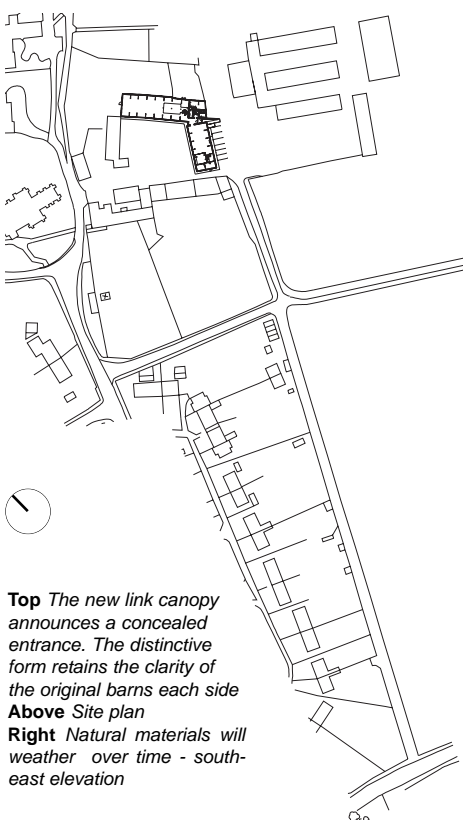 Top The new link canopy
announces a concealed
entrance. The distinctive
form retains the clarity of
the original barns each side
Above Site plan
Right Natural materials will
weather over time - south-
east elevation